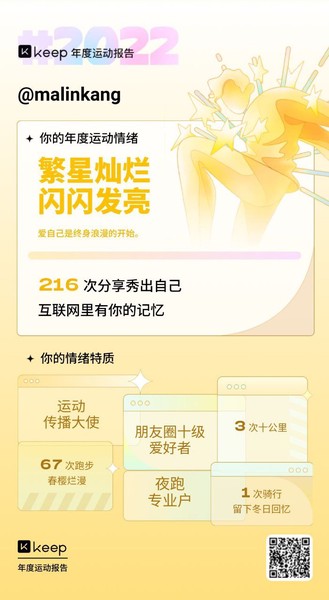 #2022
keep 年度运动报告
@malinkang
你的年度运动情绪
繁星灿烂
闪闪发亮
爱自己是终身浪漫的开始。
216 次分享秀出自己
互联网里有你的记忆
你的情绪特质
运动
传播大使
朋友圈十级
爱好者
3 次十公里
67 次跑步
春樱烂漫
夜跑
专业户
1 次骑行
留下冬日回忆
keep
年度运动报告